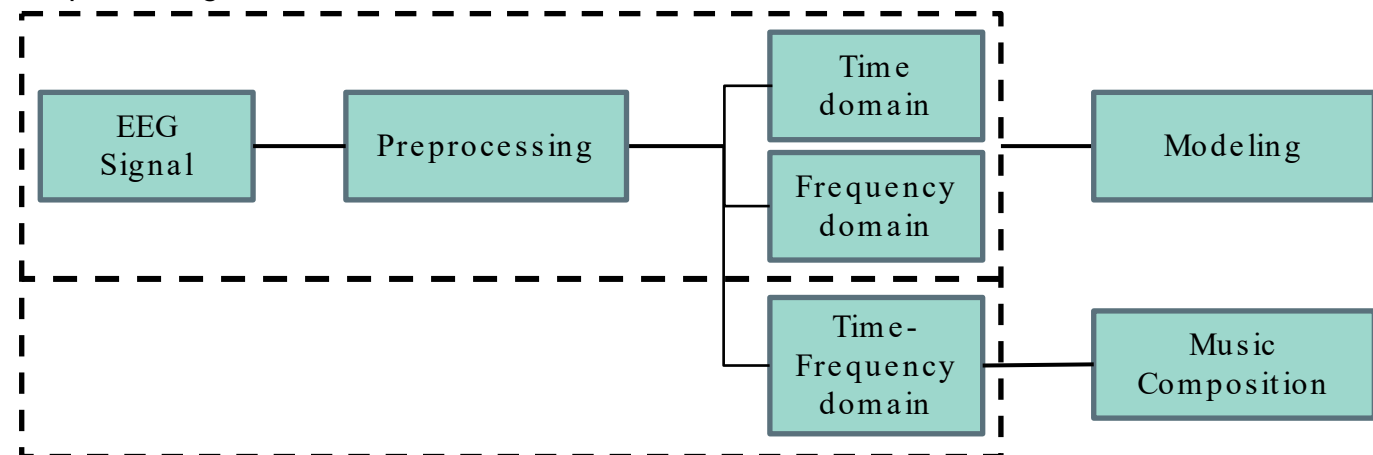 EEG
Signal
Preprocessing
Time
domain
Frequency
domain
Time-
Frequency
domain
Modeling
Music
Composition